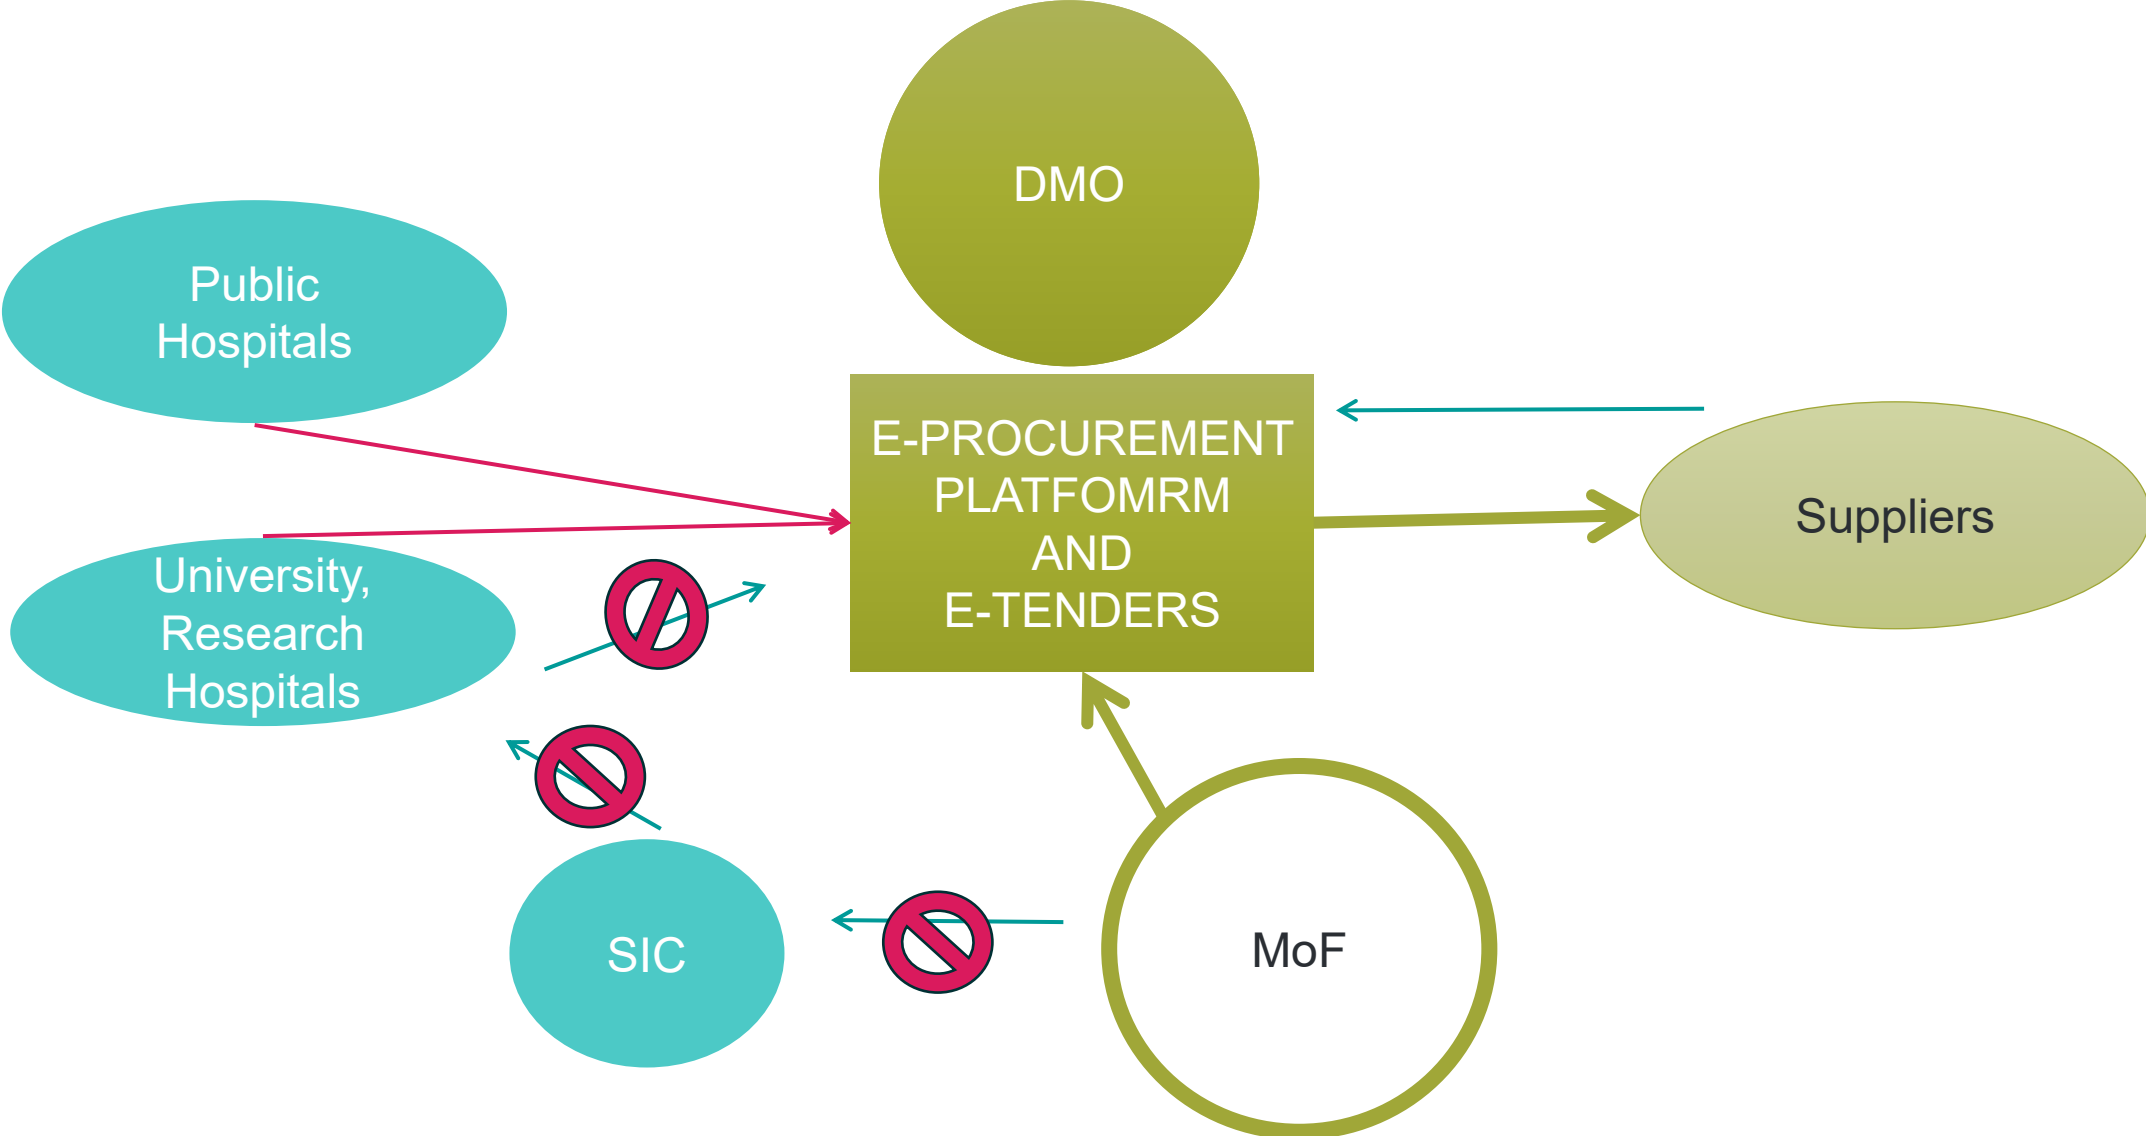 DMO
Public
Hospitals
E-PROCUREMENT
PLATFOMRM
AND
E-TENDERS
Suppliers
University,
Research
Hospitals
SIC
MoF